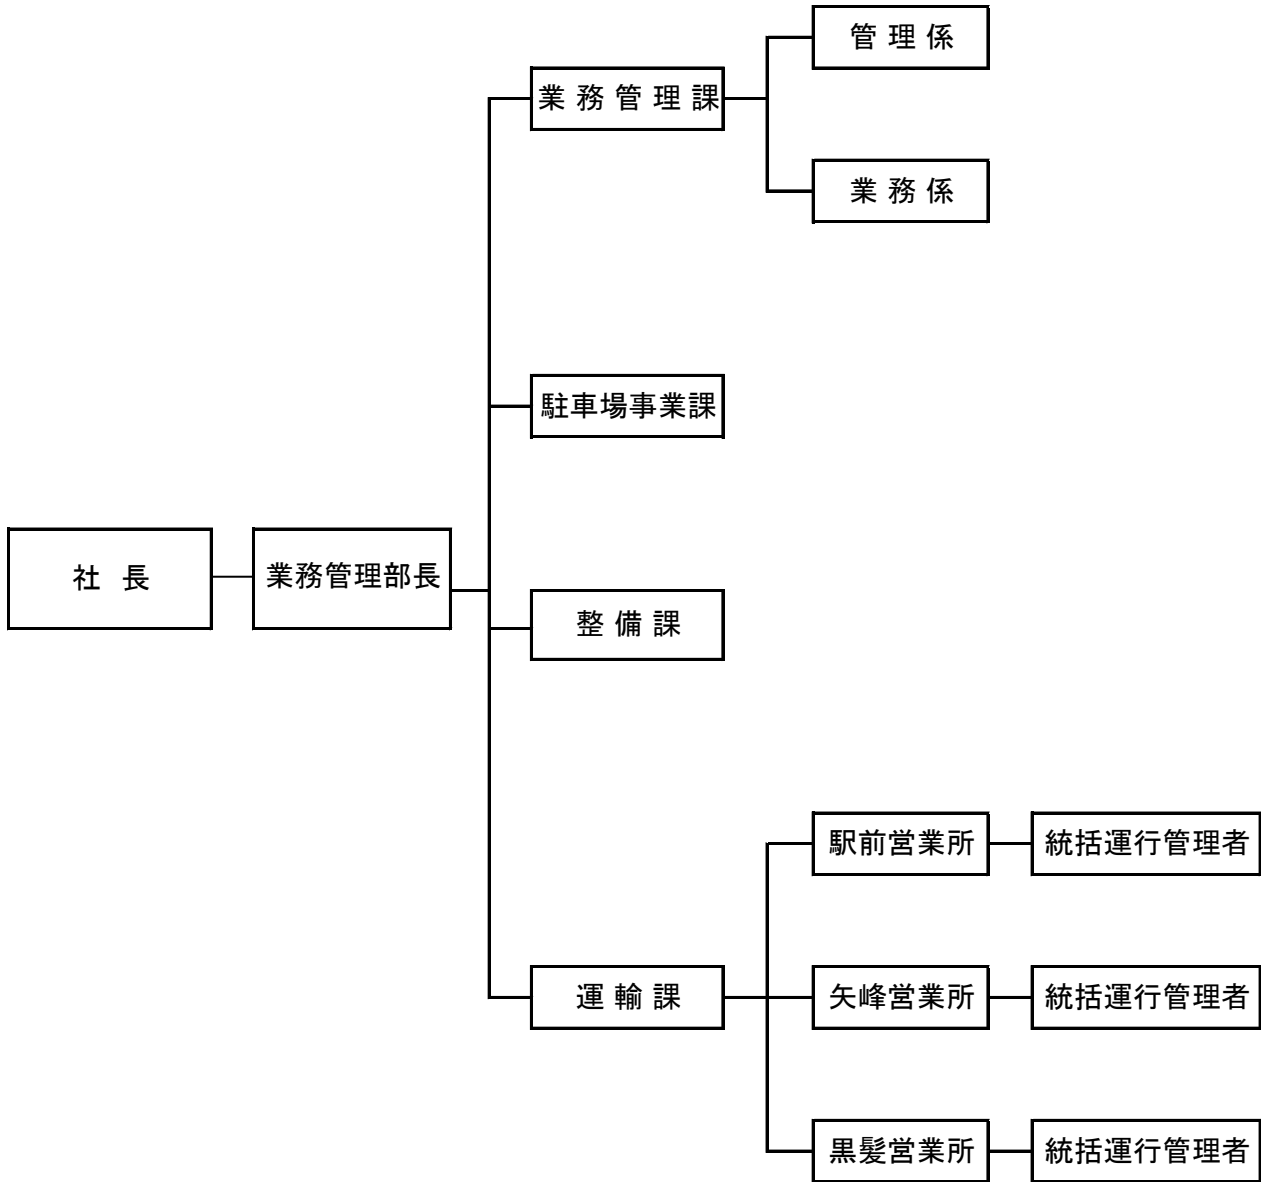 管理係
業務管理課
業務係
駐車場事業課
社長
業務管理部長
整備課
駅前営業所
統括運行管理者
運輸課
矢峰営業所
統括運行管理者
黒髪営業所
統括運行管理者